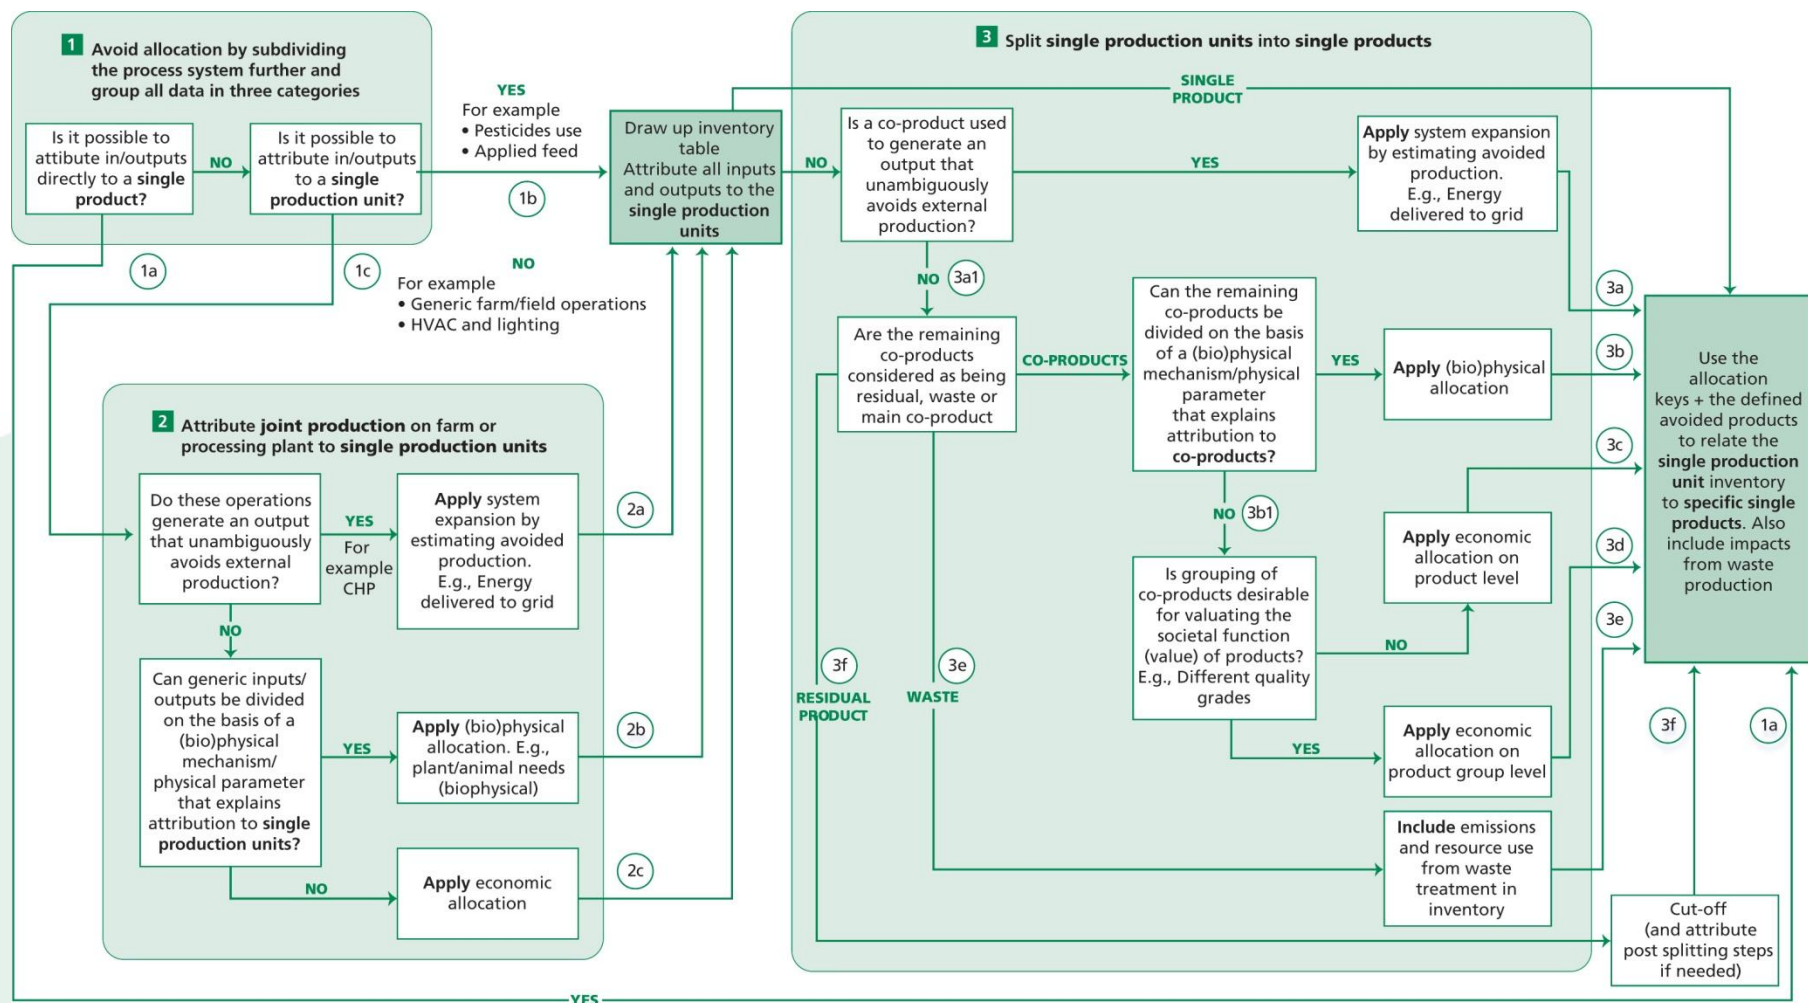 1 Avoid allocation by subdividing
the process system further and
group all data in three categories
Is it possible to
attibute in/outputs
directly to a single
product?
NO
Is it possible to
attribute in/outputs
to a single
production unit?
YES
For example
• Pesticides use
• Applied feed
1b
1a
1c
NO
For example
• Generic farm/field operations
• HVAC and lighting
Draw up inventory
table
Attribute all inputs
and outputs to the
single production
units
2 Attribute joint production on farm or
processing plant to single production units
Do these operations
generate an output
that unambiguously
avoids external
production?
YES
For
example
CHP
Apply system
expansion by
estimating avoided
production.
E.g., Energy
delivered to grid
2a
NO
Can generic inputs/
outputs be divided
on the basis of a
(bio)physical
mechanism/
physical parameter
that explains
attribution to single
production units?
YES
Apply (bio)physical
allocation. E.g.,
plant/animal needs
(biophysical)
2b
NO
Apply economic
allocation
2c
3 Split single production units into single products
SINGLE
PRODUCT
NO
Is a co-product used
to generate an
output that
unambiguously
avoids external
production?
YES
Apply system expansion
by estimating avoided
production.
E.g., Energy
delivered to grid
3a
NO
3a1
Are the remaining
co-products
considered as being
residual, waste or
main co-product
CO-PRODUCTS
Can the remaining
co-products be
divided on the basis
of a (bio)physical
mechanism/physical
parameter
that explains
attribution to
co-products?
YES
Apply (bio)physical
allocation
3b
NO
3b1
Is grouping of
co-products desirable
for valuating the
societal function
(value) of products?
E.g., Different quality
grades
NO
Apply economic
allocation on
product level
3c
YES
Apply economic
allocation on
product group level
3d
3f
RESIDUAL
PRODUCT
3e
WASTE
Include emissions
and resource use
from waste
treatment in
inventory
3e
Cut-off
(and attribute
post splitting steps
if needed)
3f
1a
Use the
allocation
keys + the defined
avoided products
to relate the
single production
unit inventory
to specific single
products. Also
include impacts
from waste
production
YES